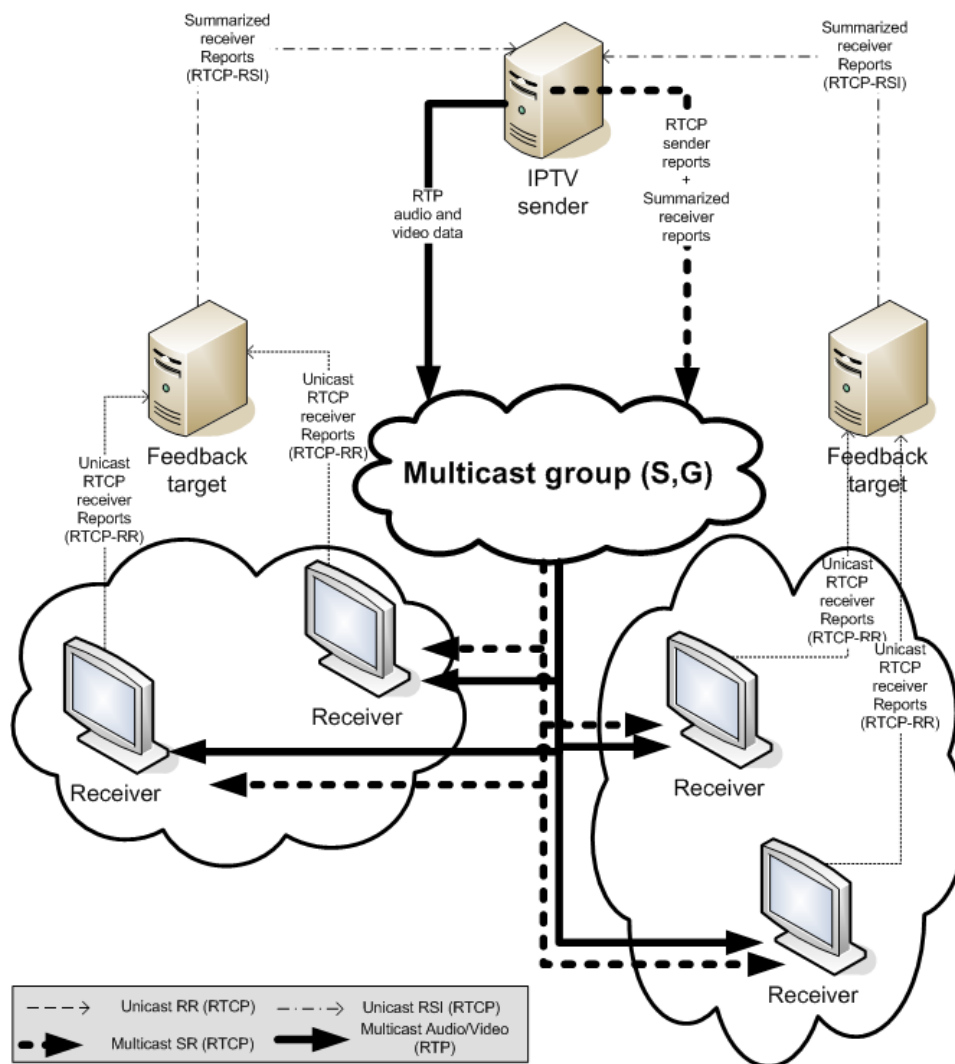 Summarized
receiver
Reports
(RTCP-RSI)
Summarized
receiver
Reports
(RTCP-RSI)
IPTV
sender
RTCP
sender
reports
+
Summarized
receiver
reports
RTP
audio and
video data
Unicast
RTCP
receiver
Reports
(RTCP-RR)
Feedback
target
Feedback
target
Unicast
RTCP
receiver
Reports
(RTCP-RR)
Multicast group (S,G)
Unicast
RTCP
receiver
Reports
(RTCP-RR)
Unicast
RTCP
receiver
Reports
(RTCP-RR)
Receiver
Receiver
Receiver
Receiver
Unicast RR (RTCP)
Unicast RSI (RTCP)
Multicast SR (RTCP)
Multicast Audio/Video
(RTP)